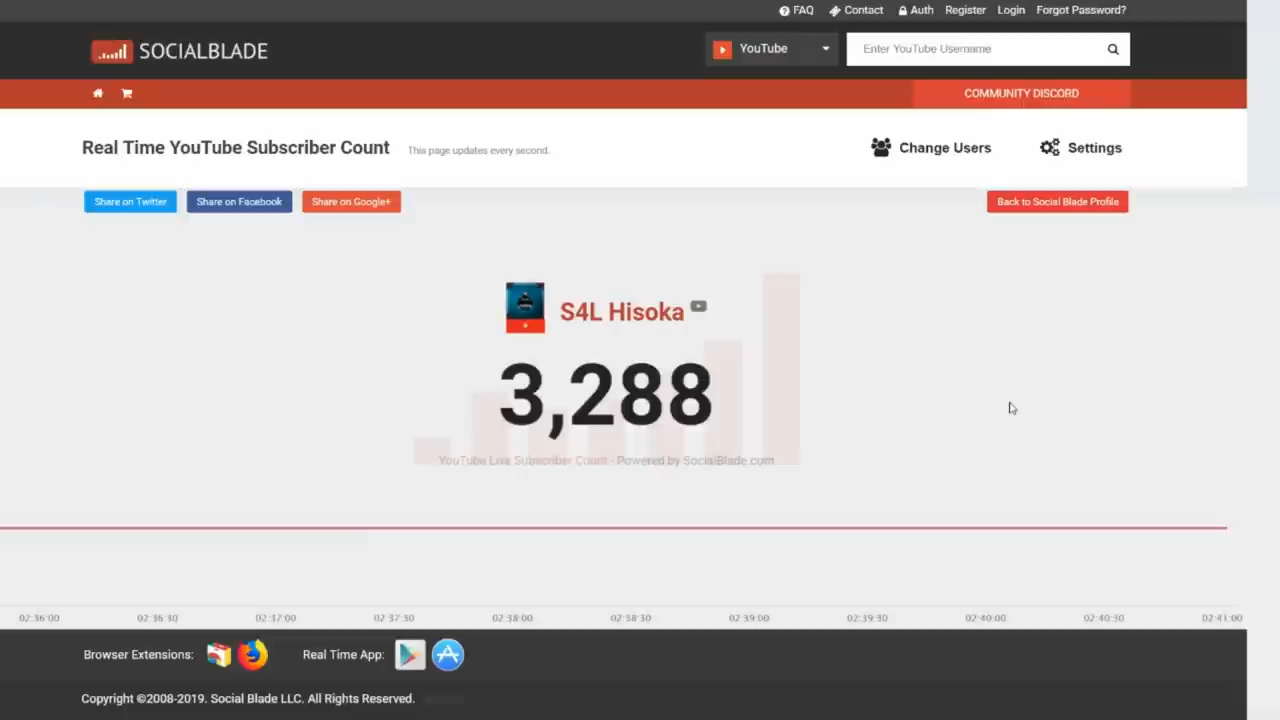 FAQ Contact Auth Register Login Forgot Password?
SOCIALBLADE YouTube Enter YouTube Username
COMMUNITY DISCORD
Real Time YouTube Subscriber Count This page updates every second. Change Users Settings
Share on Twitter Share on Facebook Share on Google+ Back to Social Blade Profile
S4L Hisoka
3,288
YouTube Live Subscriber Count - Powered by SocialBlade.com
02:36:00 02:36:30 02:37:00 02:37:30 02:38:00 02:38:30 02:39:00 02:39:30 02:40:00 02:40:30 02:41:00
Browser Extensions: Real Time App:
Copyright ©2008-2019. Social Blade LLC. All Rights Reserved.